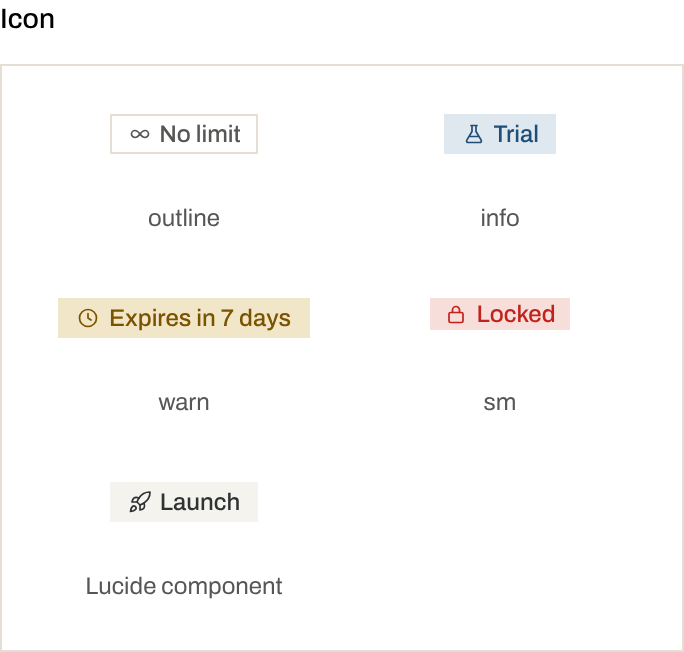 Icon
No limit
Trial
outline
info
Expires in 7 days
Locked
warn
sm
Launch
Lucide component